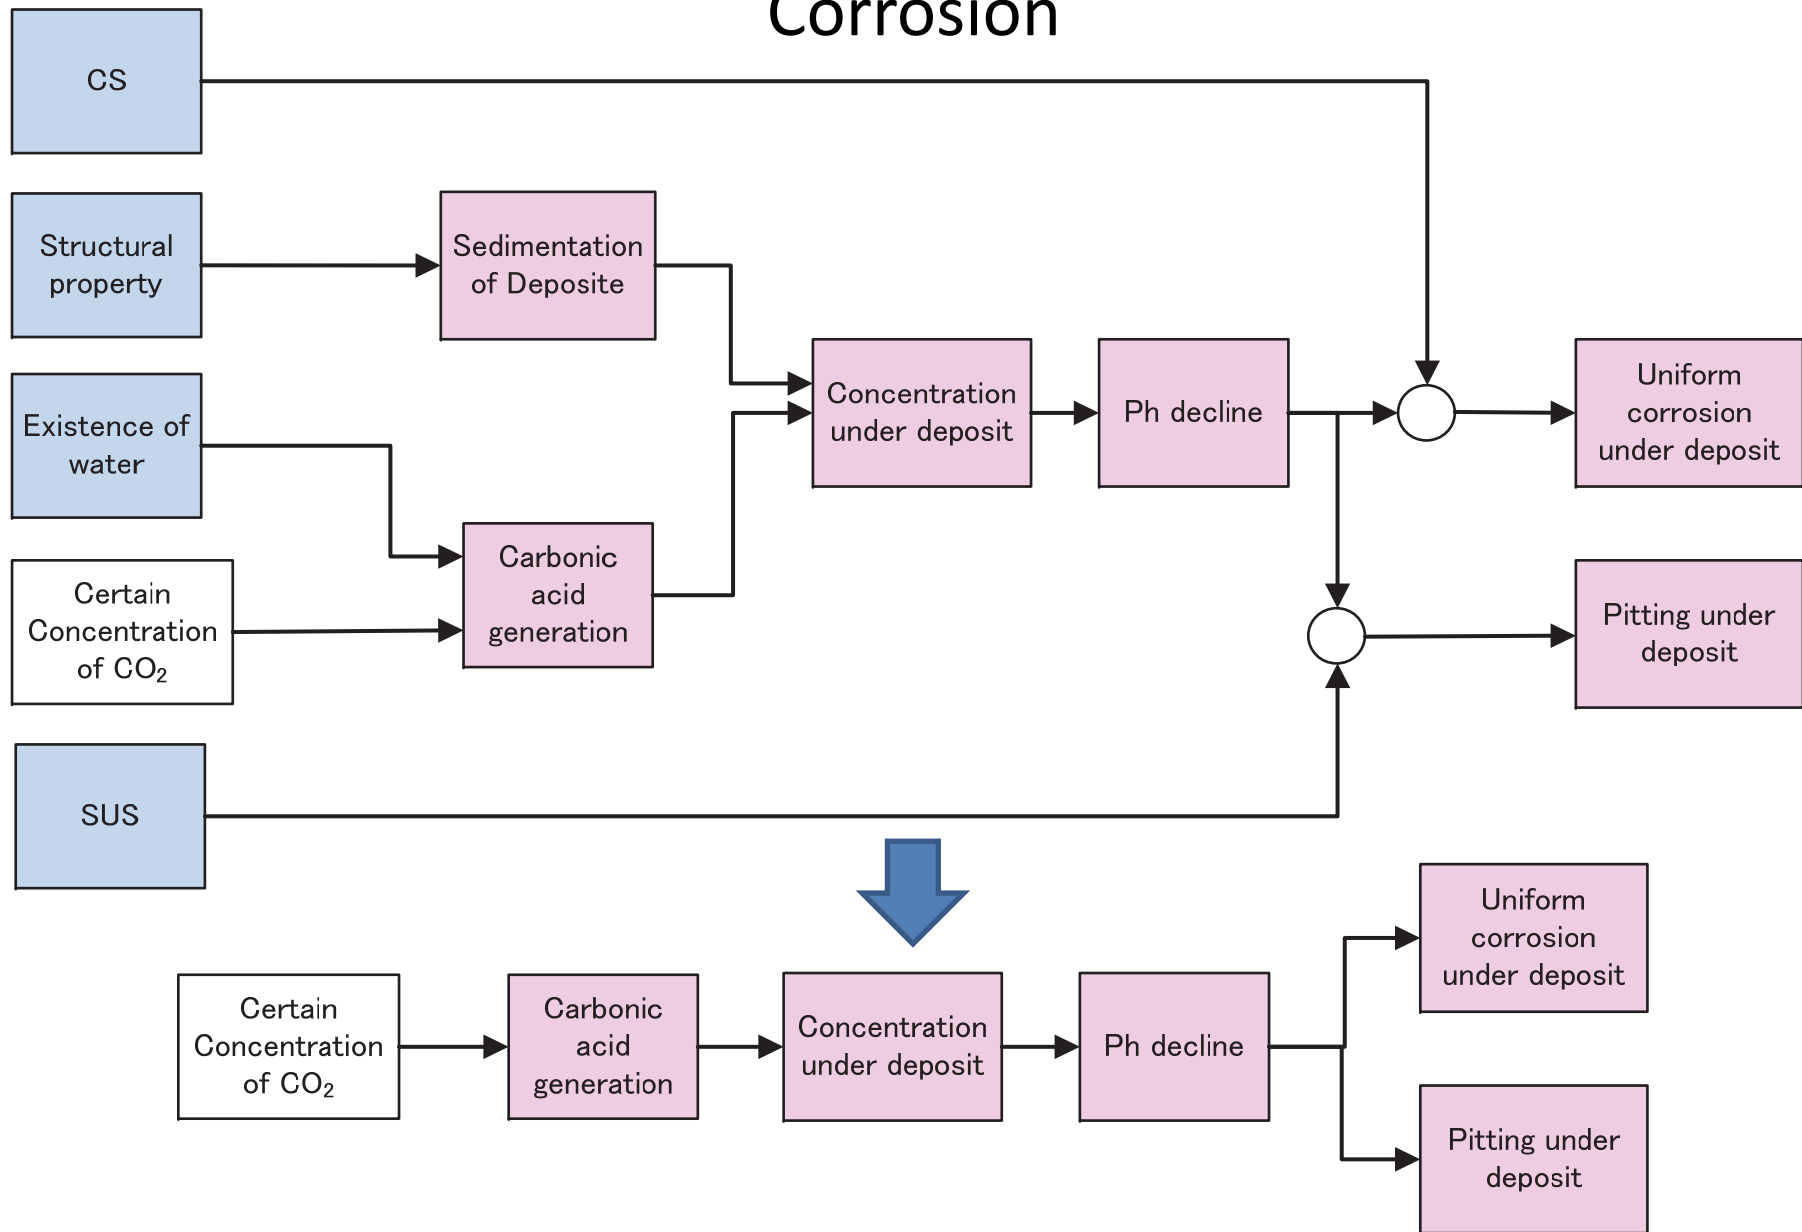 Corrosion
CS
Structural
property
Sedimentation
of Deposite
Existence of
water
Concentration
under deposit
Ph decline
Uniform
corrosion
under deposit
Certain
Concentration
of CO₂
Carbonic
acid
generation
Pitting under
deposit
SUS
Certain
Concentration
of CO₂
Carbonic
acid
generation
Concentration
under deposit
Ph decline
Uniform
corrosion
under deposit
Pitting under
deposit